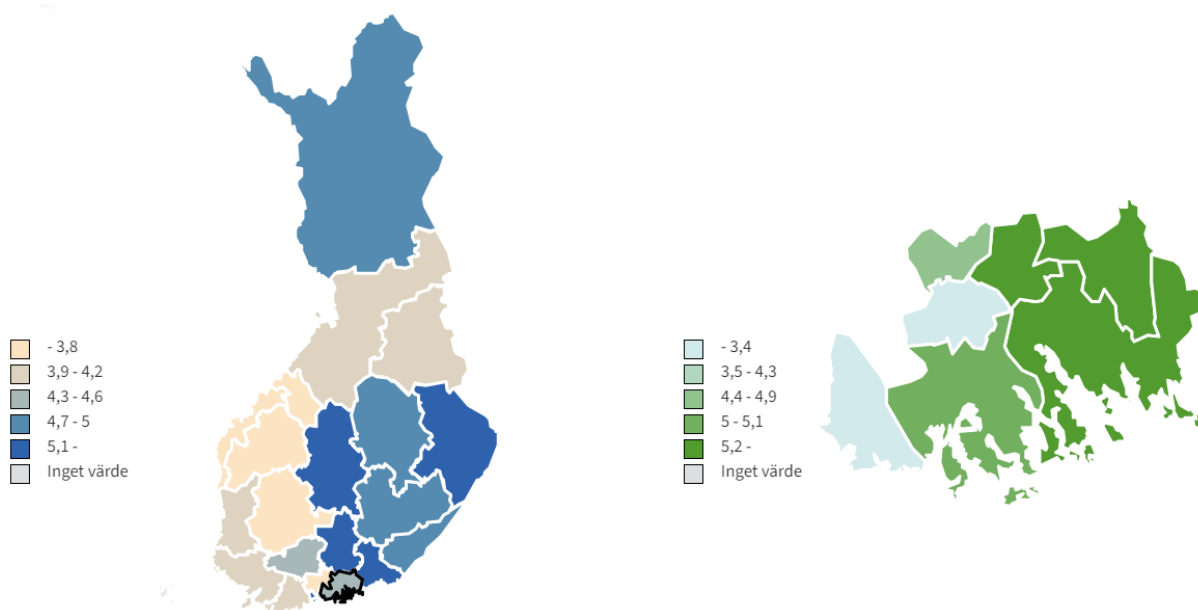 - 3,8
3,9 - 4,2
4,3 - 4,6
4,7 - 5
5,1 -
Inget värde
- 3,4
3,5 - 4,3
4,4 - 4,9
5 - 5,1
5,2 -
Inget värde